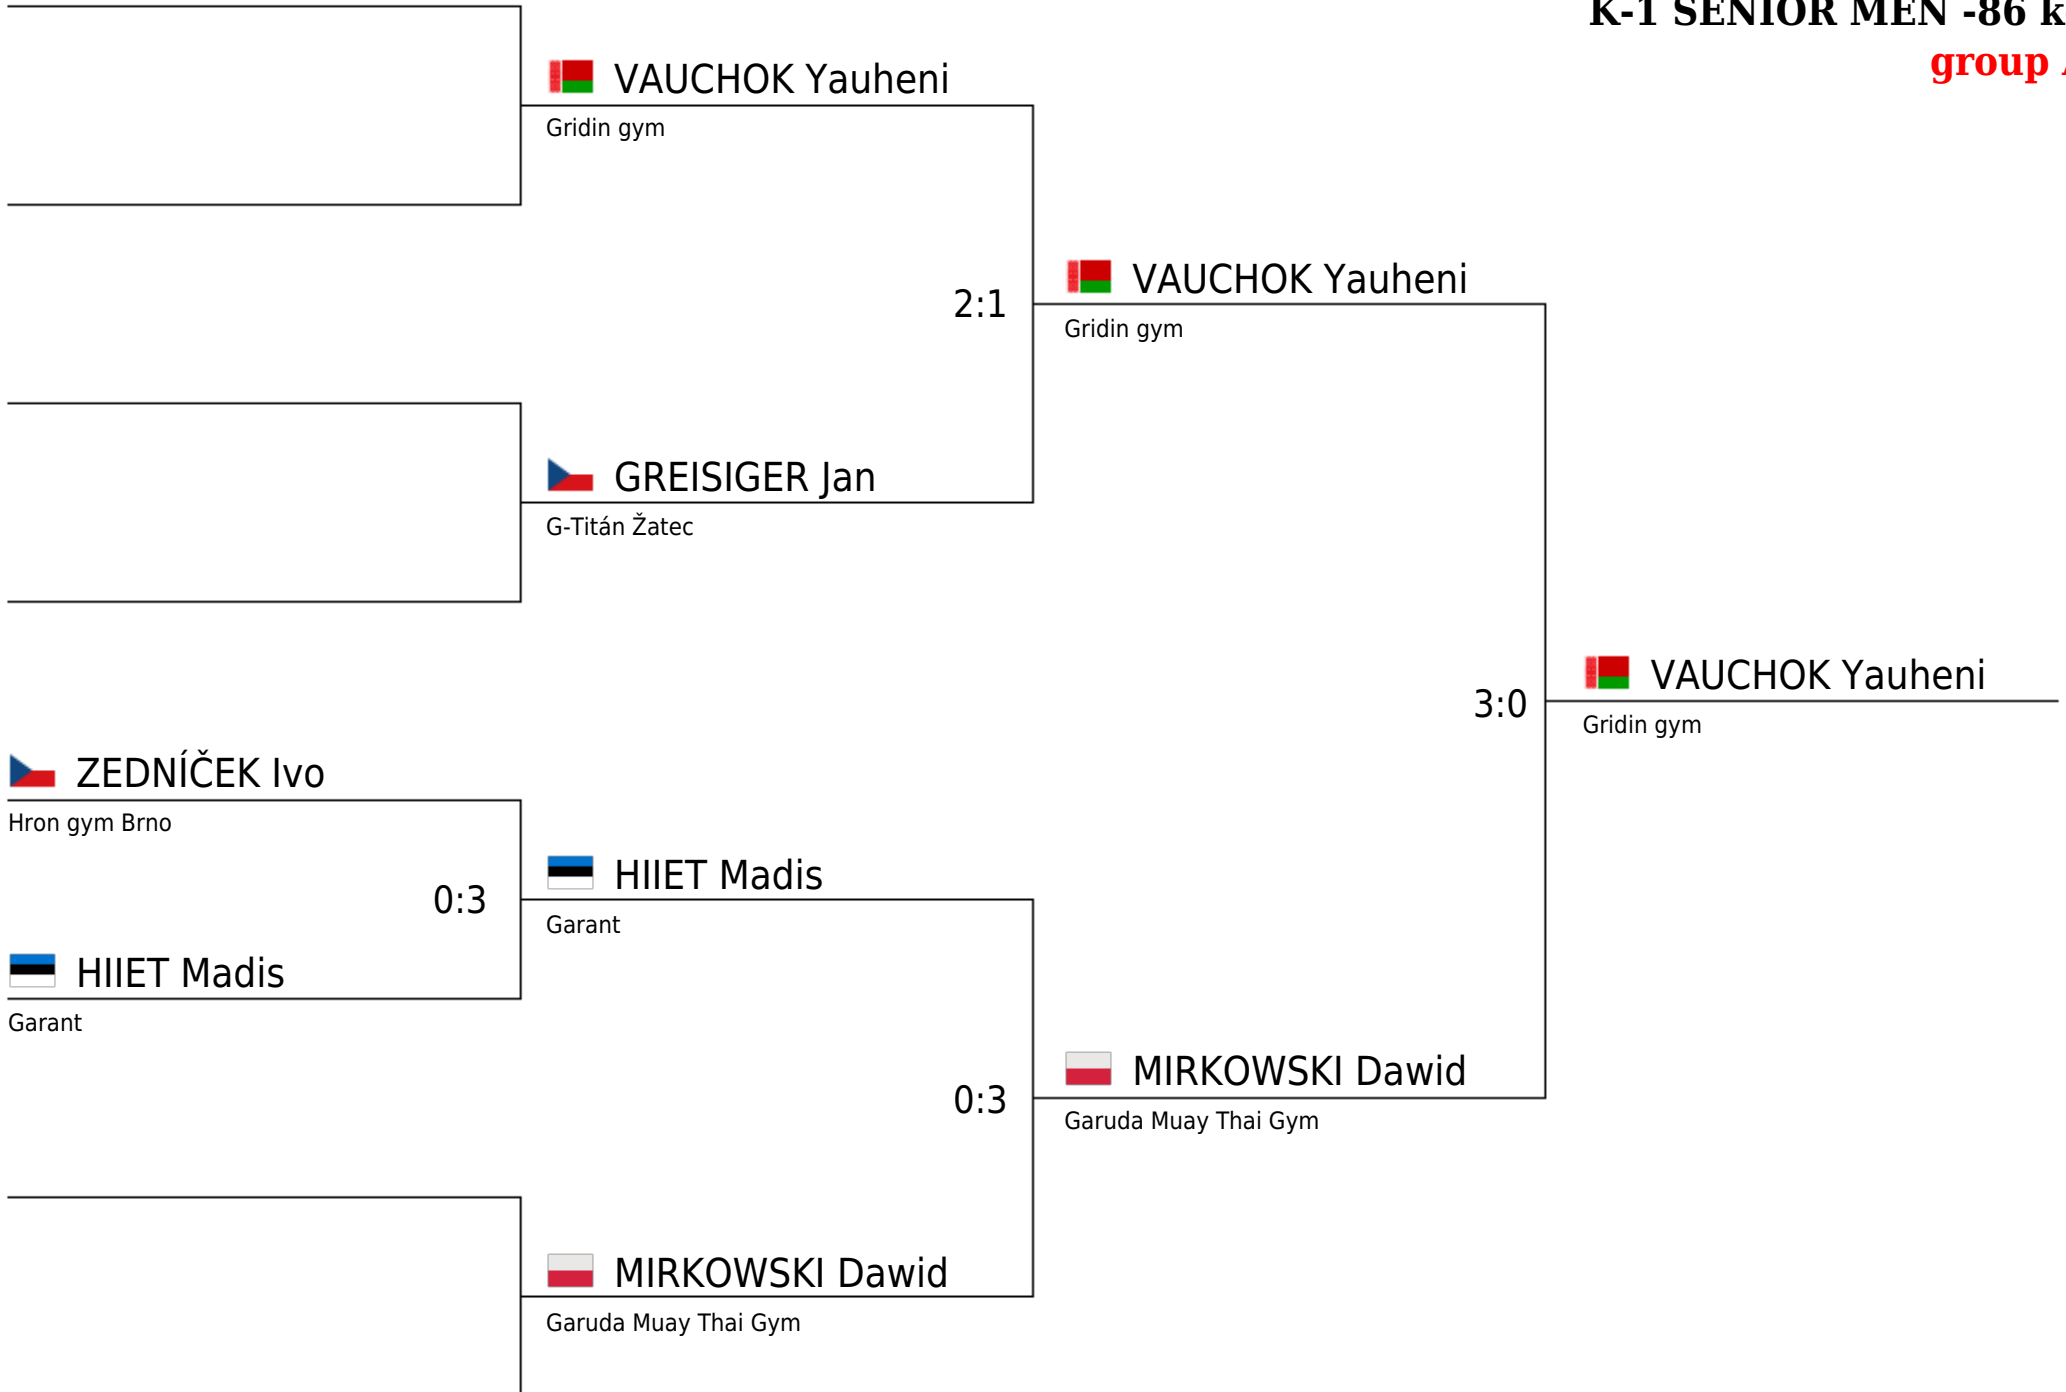 K-1 SENIOR MEN -86 k
group
VAUCHOK Yauheni
Gridin gym
2:1
VAUCHOK Yauheni
Gridin gym
GREISIGER Jan
G-Titán Žatec
3:0
VAUCHOK Yauheni
Gridin gym
ZEDNÍČEK Ivo
Hron gym Brno
0:3
HIIET Madis
Garant
HIIET Madis
Garant
0:3
MIRKOWSKI Dawid
Garuda Muay Thai Gym
MIRKOWSKI Dawid
Garuda Muay Thai Gym